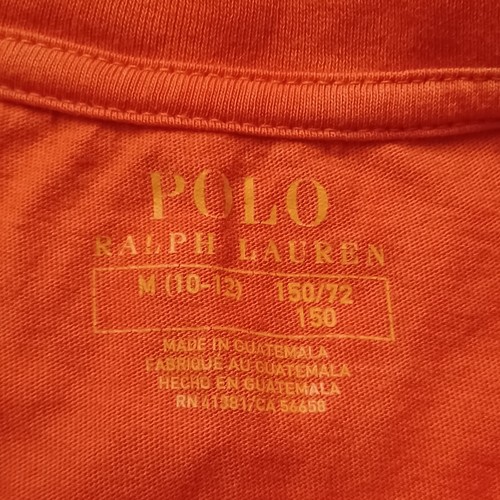 POLO
RALPH LAUREN
M (10-12) 150/72
150
MADE IN GUATEMALA
FABRIQUÉ AU GUATEMALA
HECHO EN GUATEMALA
RN 41381/CA 56658